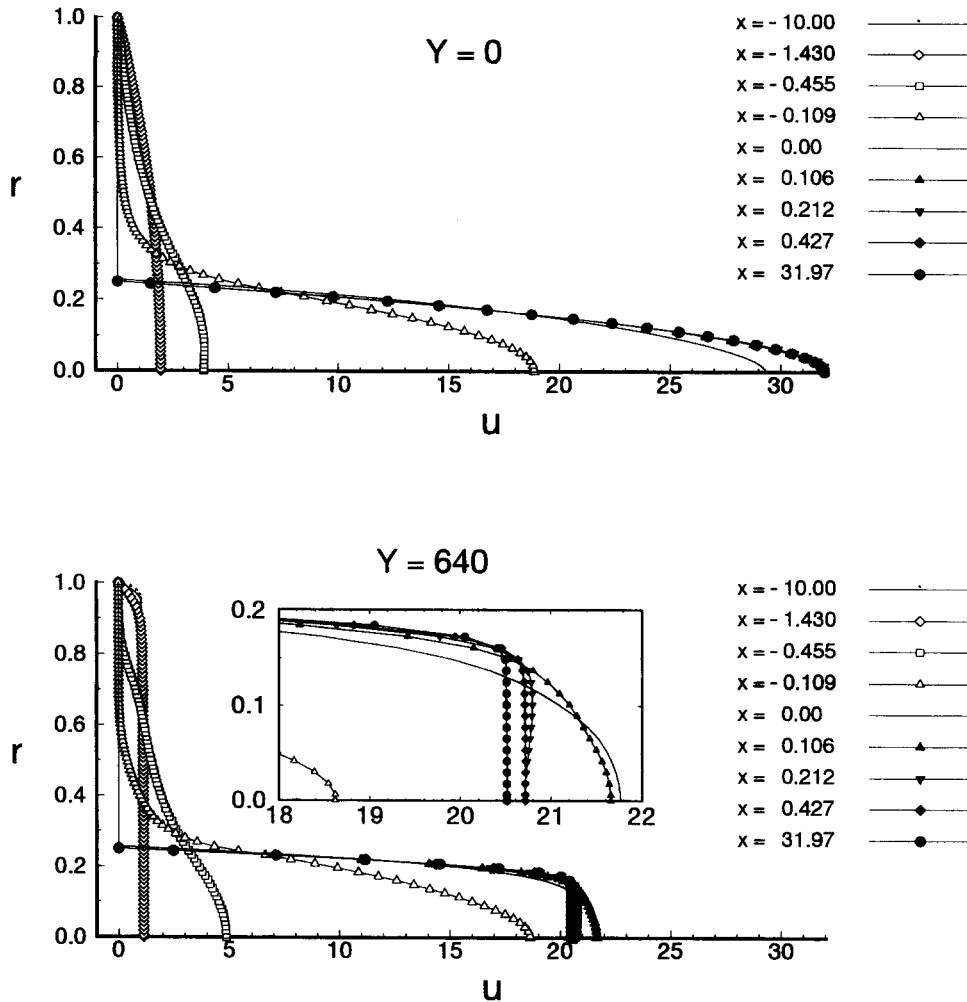 Y = 0
x = - 10.00
x = - 1.430
x = - 0.455
x = - 0.109
x = 0.00
x = 0.106
x = 0.212
x = 0.427
x = 31.97
1.0
0.8
0.6
0.4
0.2
0.0
r
0 5 10 15 20 25 30
u
Y = 640
x = - 10.00
x = - 1.430
x = - 0.455
x = - 0.109
x = 0.00
x = 0.106
x = 0.212
x = 0.427
x = 31.97
1.0
0.8
0.6
0.4
0.2
0.0
r
0.2
0.1
0.0
18 19 20 21 22
0 5 10 15 20 25 30
u